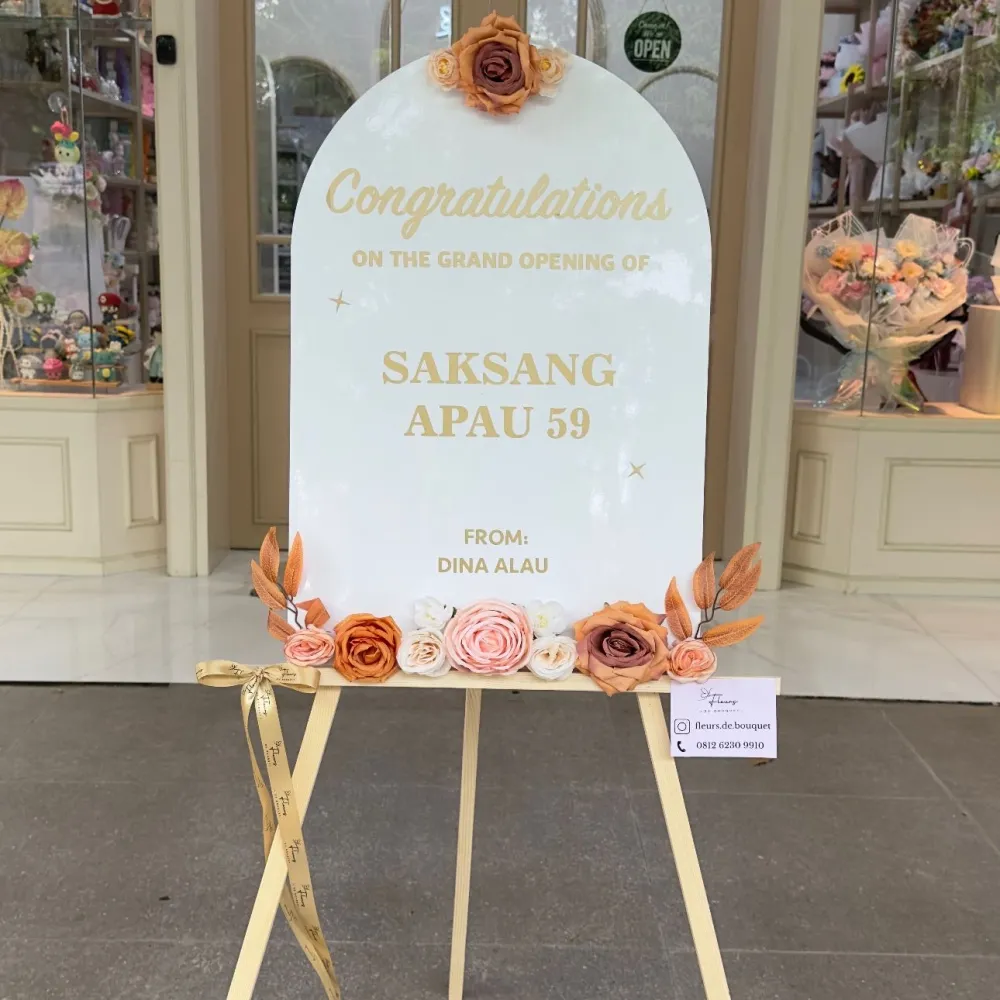 OPEN
Congratulations
ON THE GRAND OPENING OF
SAKSANG
APAU 59
FROM:
DINA ALAU
fleurs.de.bouquet
0812 6230 9910